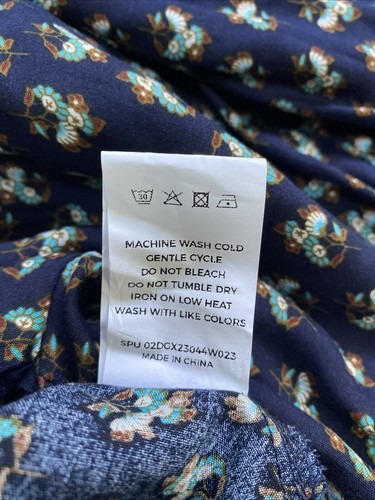 30
MACHINE WASH COLD
GENTLE CYCLE
DO NOT BLEACH
DO NOT TUMBLE DRY
IRON ON LOW HEAT
WASH WITH LIKE COLORS
SPU 02DGX23044W023
MADE IN CHINA